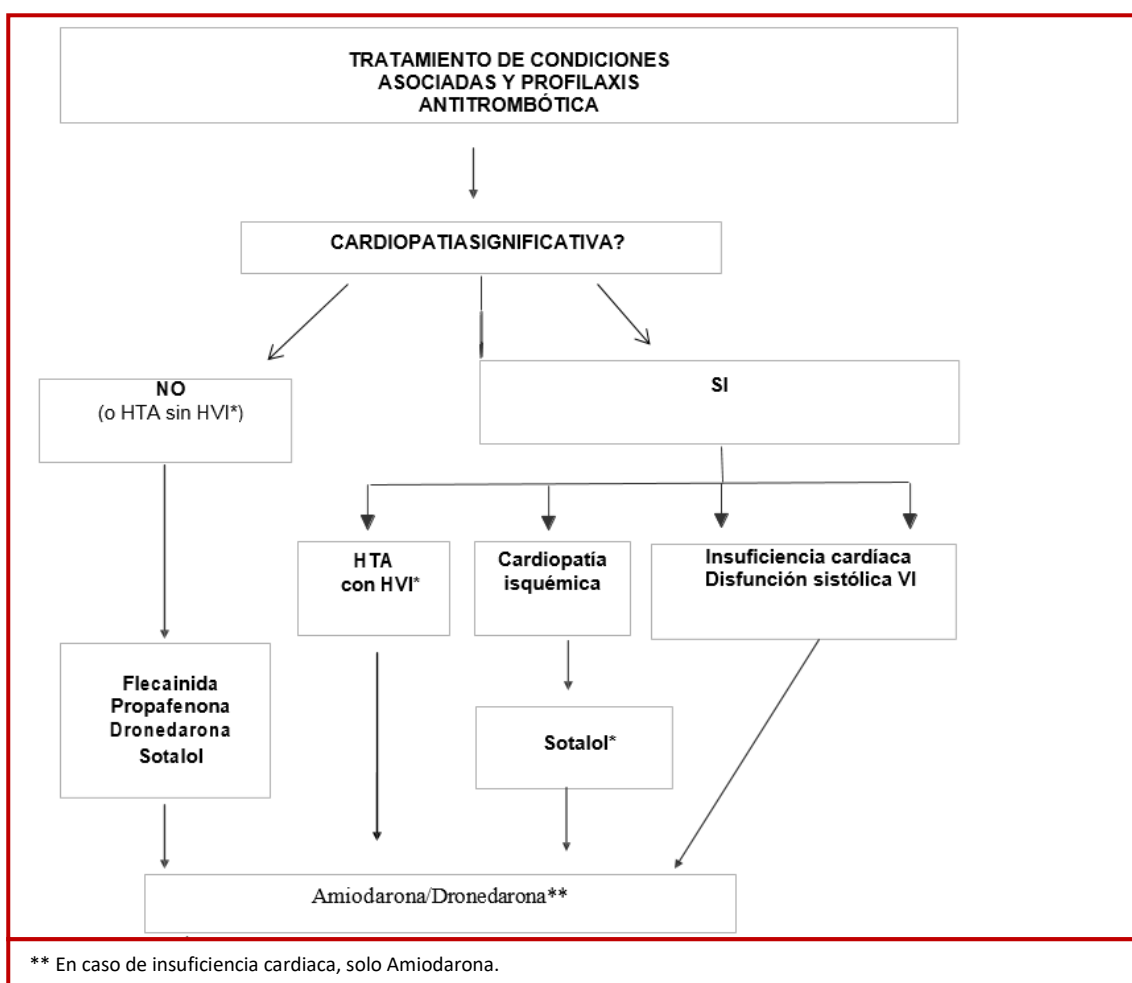 TRATAMIENTO DE CONDICIONES
ASOCIADAS Y PROFILAXIS
ANTITROMBÓTICA
CARDIOPATIASIGNIFICATIVA?
NO
(o HTA sin HVI*)
SI
HTA
con HVI*
Cardiopatía
isquémica
Insuficiencia cardíaca
Disfunción sistólica VI
Flecainida
Propafenona
Dronedarona
Sotalol
Sotalol*
Amiodarona/Dronedarona**
** En caso de insuficiencia cardiaca, solo Amiodarona.